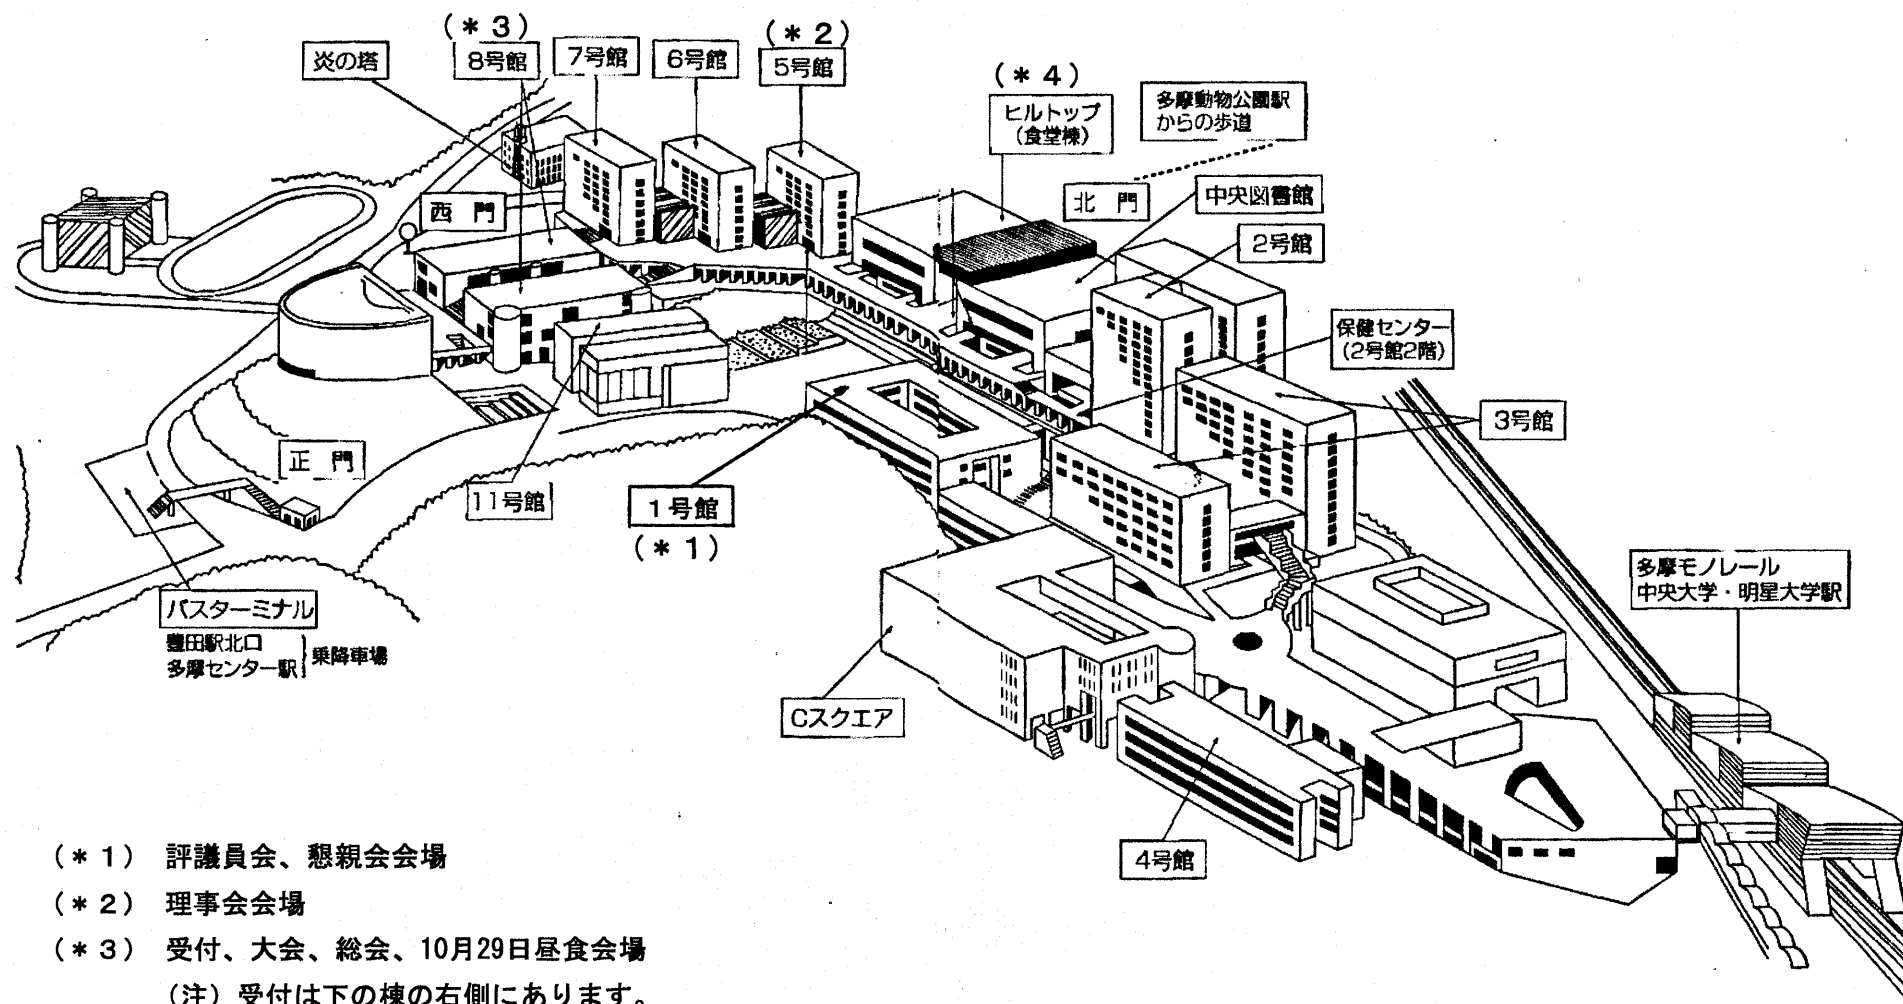 (＊3)
(＊2)
炎の塔
8号館
7号館
6号館
5号館
(＊4)
ヒルトップ
(食堂棟)
多摩動物公園駅
からの歩道
西門
北門
中央図書館
2号館
保健センター
(2号館2階)
3号館
正門
11号館
1号館
(＊1)
バスターミナル
豊田駅北口
多摩センター駅
乗降車場
Cスクエア
多摩モノレール
中央大学・明星大学駅
4号館
(＊1) 評議員会、懇親会会場
(＊2) 理事会会場
(＊3) 受付、大会、総会、10月29日昼食会場
(注) 受付は下の棟の右側にあります。